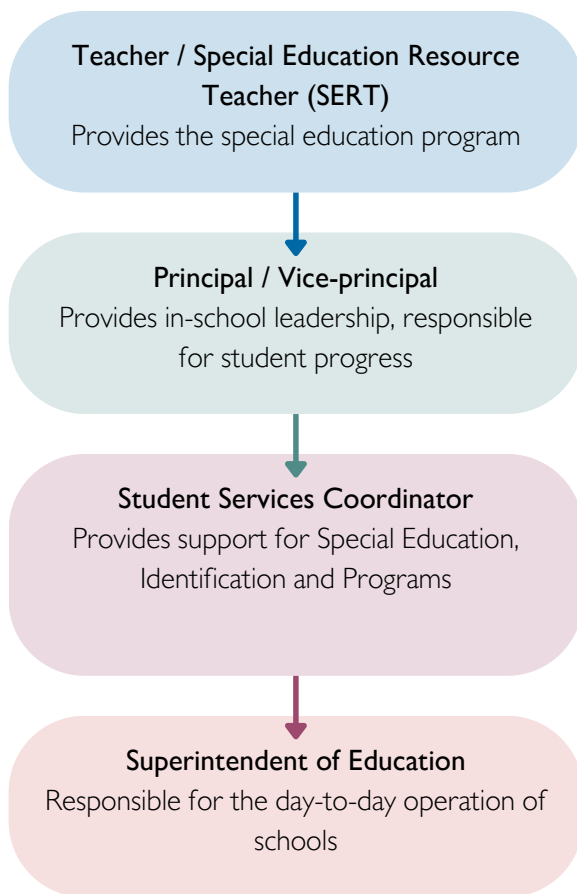 Teacher / Special Education Resource
Teacher (SERT)
Provides the special education program
Principal / Vice-principal
Provides in-school leadership, responsible
for student progress
Student Services Coordinator
Provides support for Special Education,
Identification and Programs
Superintendent of Education
Responsible for the day-to-day operation of
schools